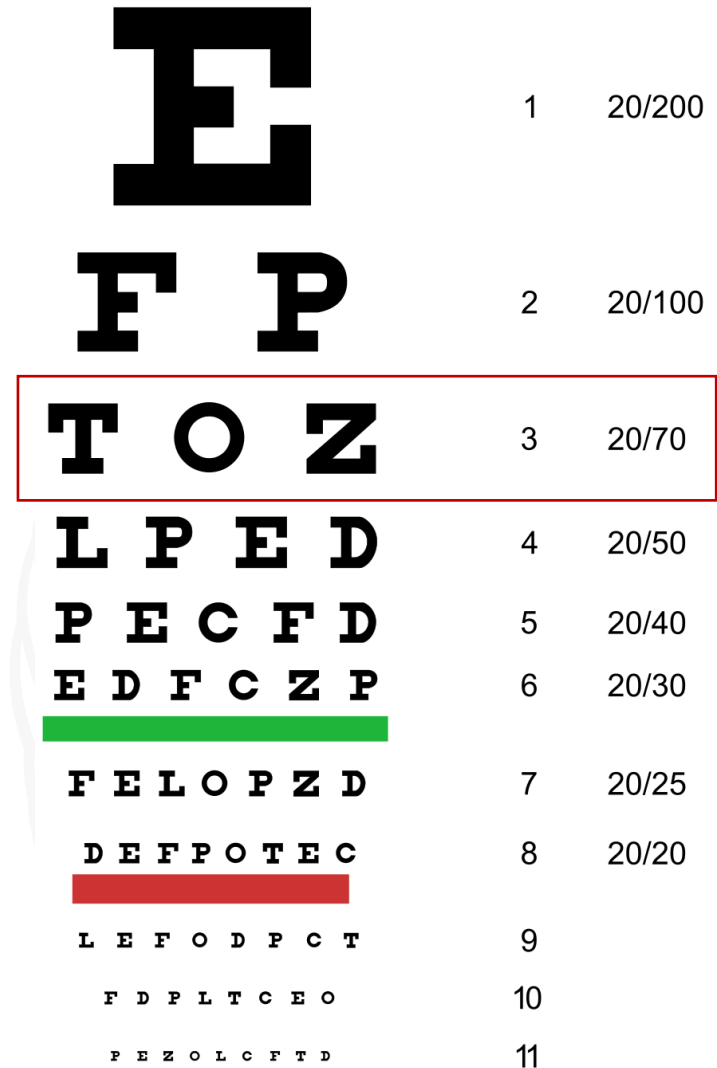 E 1 20/200
F P 2 20/100
T O Z 3 20/70
L P E D 4 20/50
P E C F D 5 20/40
E D F C Z P 6 20/30
F E L O P Z D 7 20/25
D E F P O T E C 8 20/20
L E F O D P C T 9
F D P L T C E O 10
P E Z O L C F T D 11